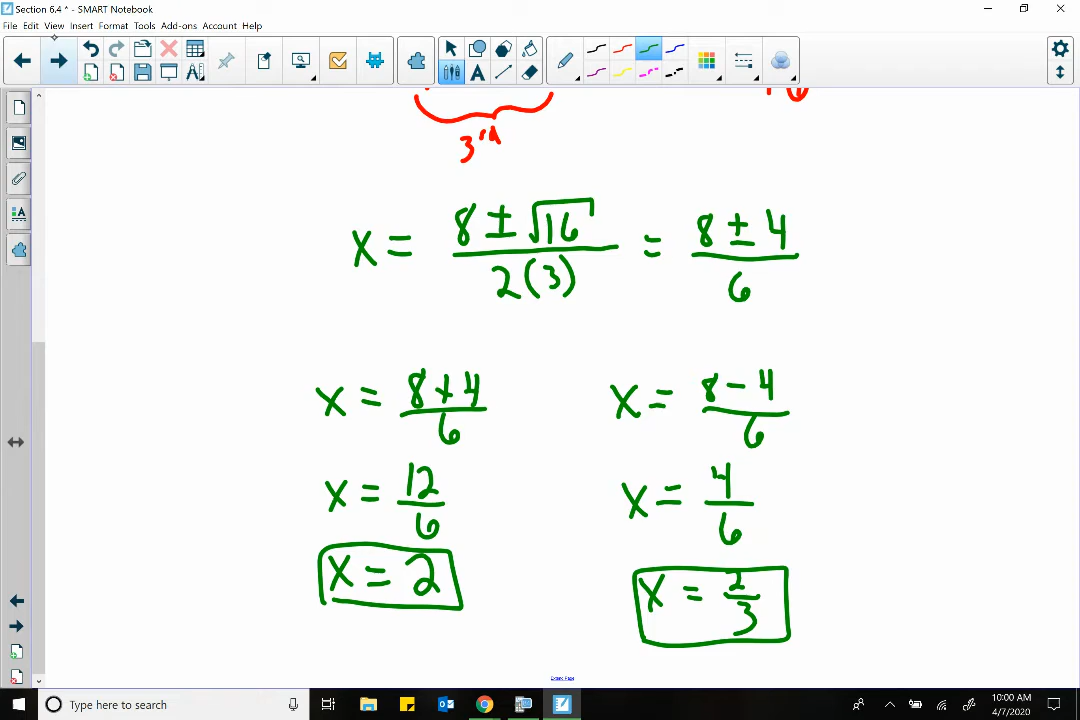 Section 6.4 * - SMART Notebook
File Edit View Insert Format Tools Add-ons Account Help
3rd
x = 8 ± √16 / 2(3) = 8 ± 4 / 6
x = 8 + 4 / 6
x = 8 - 4 / 6
x = 12 / 6
x = 4 / 6
x = 2
x = 2 / 3
Extend Page
Type here to search
10:00 AM
4/7/2020